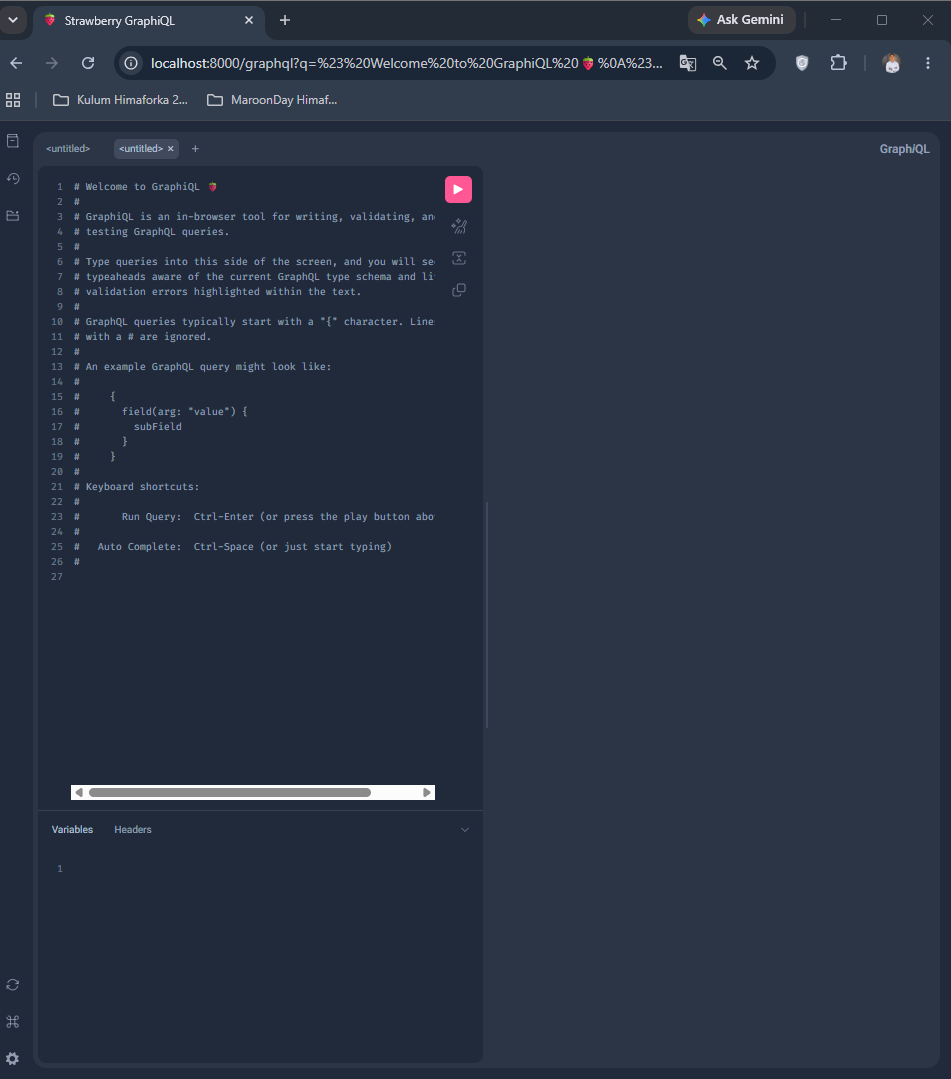 Strawberry GraphiQL
Ask Gemini
localhost:8000/graphql?q=%23%20Welcome%20to%20GraphiQL%20🍓%0A%23...
Kulum Himaforka 2...
MaroonDay Himaf...
<untitled>
<untitled>
GraphiQL
1 # Welcome to GraphiQL 🍓
2 #
3 # GraphiQL is an in-browser tool for writing, validating, an
4 # testing GraphQL queries.
5 #
6 # Type queries into this side of the screen, and you will se
7 # typeaheads aware of the current GraphQL type schema and li
8 # validation errors highlighted within the text.
9 #
10 # GraphQL queries typically start with a "{" character. Line
11 # with a # are ignored.
12 #
13 # An example GraphQL query might look like:
14 #
15 #     {
16 #       field(arg: "value") {
17 #         subField
18 #       }
19 #     }
20 #
21 # Keyboard shortcuts:
22 #
23 #       Run Query:  Ctrl-Enter (or press the play button abo
24 #
25 #   Auto Complete:  Ctrl-Space (or just start typing)
26 #
27
Variables Headers
1